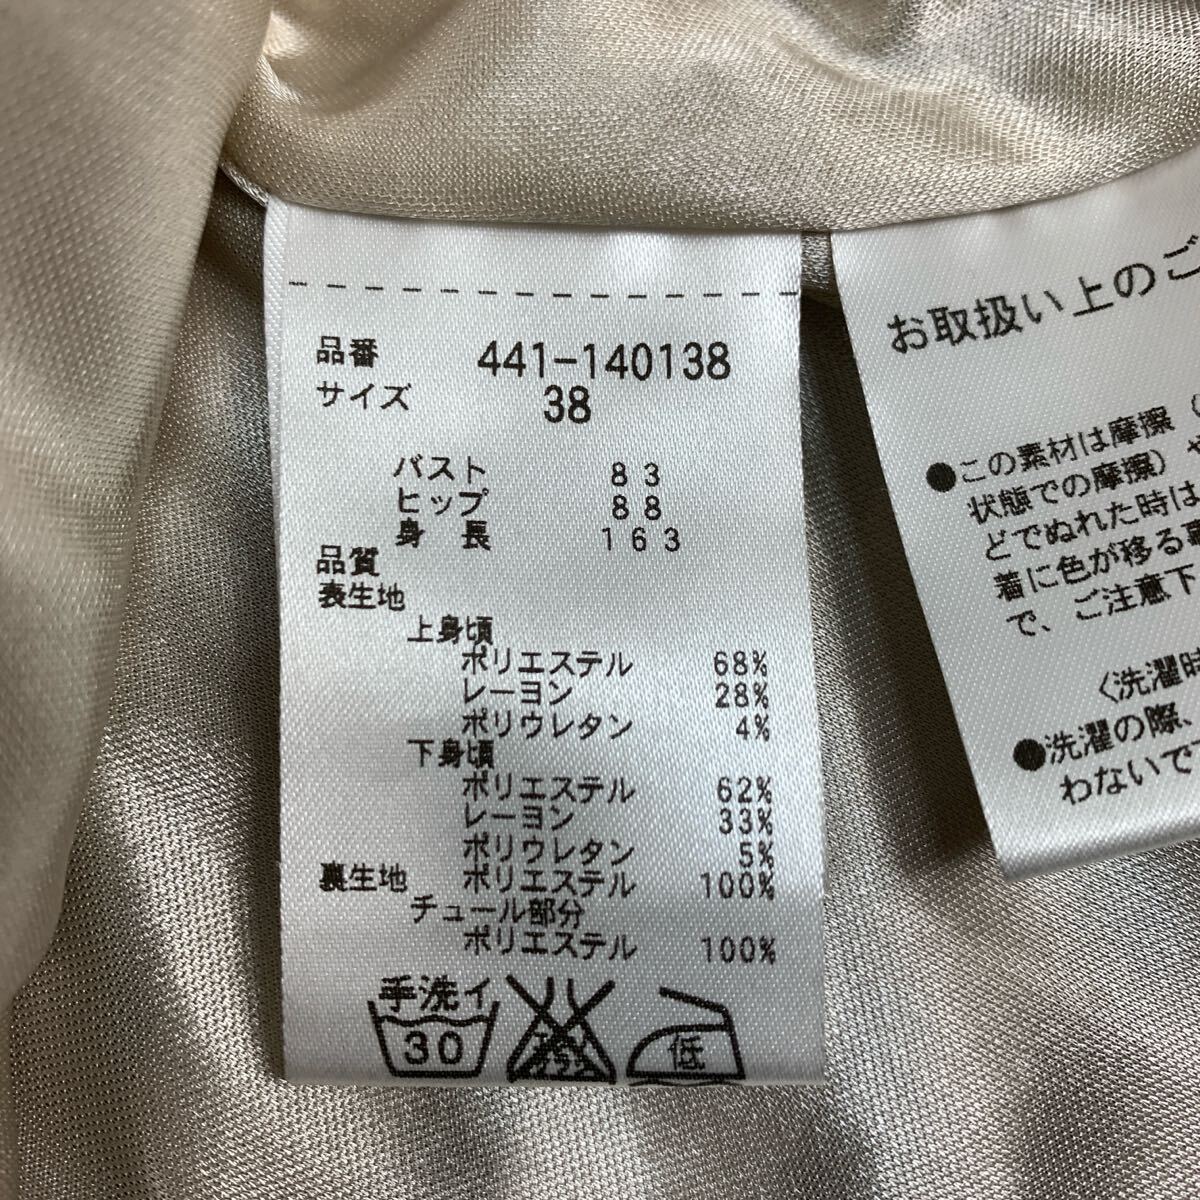 品番 441-140138
サイズ 38
バスト 83
ヒップ 88
身長 163
品質
表生地
上身頃
ポリエステル 68%
レーヨン 28%
ポリウレタン 4%
下身頃
ポリエステル 62%
レーヨン 33%
ポリウレタン 5%
裏生地 ポリエステル 100%
チュール部分
ポリエステル 100%
手洗イ
30
低
お取扱い上のご
●この素材は摩擦（
状態での摩擦）や
どでぬれた時は
着に色が移る
で、ご注意下
〈洗濯時
●洗濯の際、
わないで